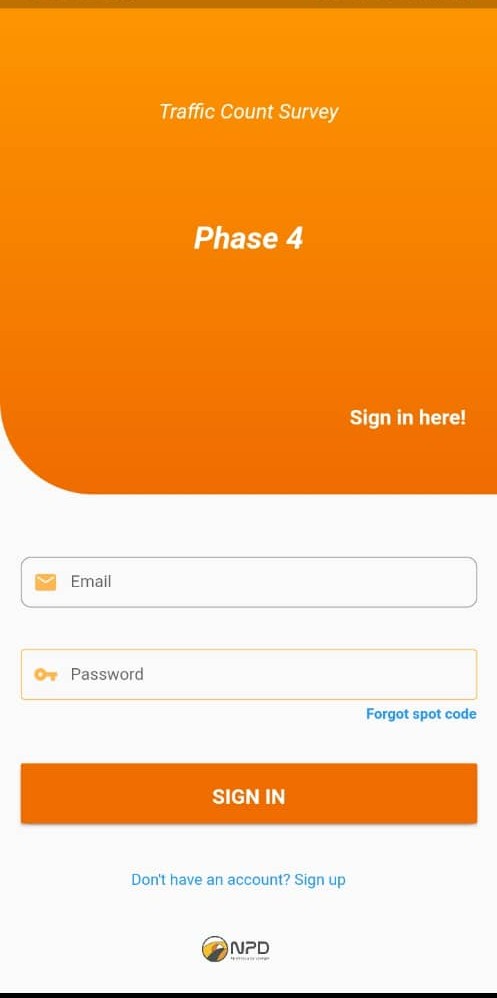 Traffic Count Survey
Phase 4
Sign in here!
Email
Password
Forgot spot code
SIGN IN
Don't have an account? Sign up
NPD